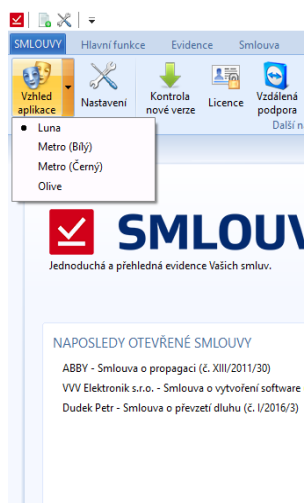 SMLOUVY Hlavní funkce Evidence Smlouva
Vzhled aplikace Nastavení Kontrola nové verze Licence Vzdálená podpora
Další n
Luna
Metro (Bílý)
Metro (Černý)
Olive
SMLOUV
Jednoduchá a přehledná evidence Vašich smluv.
NAPOSLEDY OTEVŘENÉ SMLOUVY
ABBY - Smlouva o propagaci (č. XIII/2011/30)
VVV Elektronik s.r.o. - Smlouva o vytvoření software
Dudek Petr - Smlouva o převzetí dluhu (č. I/2016/3)